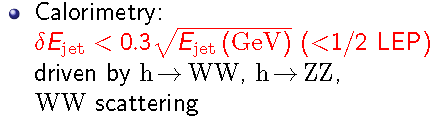 Calorimetry:
δE_jet < 0.3√E_jet (GeV) (<1/2 LEP)
driven by h→WW, h→ZZ,
WW scattering